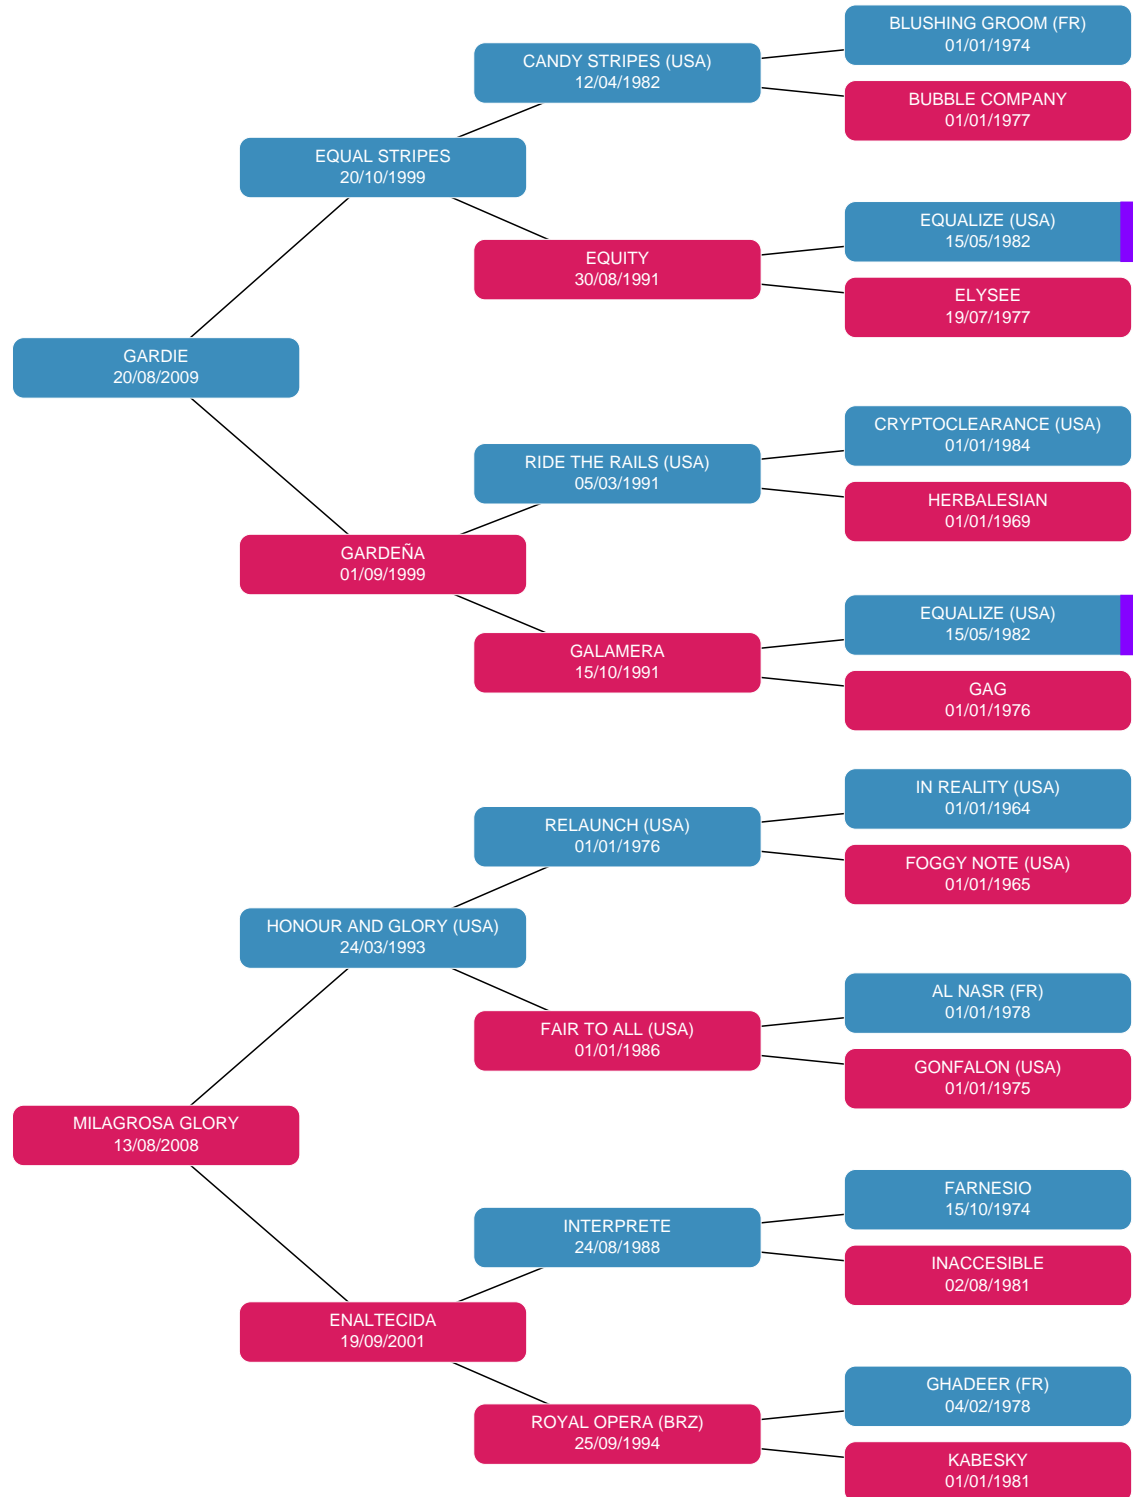 BLUSHING GROOM (FR)
01/01/1974
CANDY STRIPES (USA)
12/04/1982
BUBBLE COMPANY
01/01/1977
EQUAL STRIPES
20/10/1999
EQUALIZE (USA)
15/05/1982
EQUITY
30/08/1991
ELYSEE
19/07/1977
GARDIE
20/08/2009
CRYPTOCLEARANCE (USA)
01/01/1984
RIDE THE RAILS (USA)
05/03/1991
HERBALESIAN
01/01/1969
GARDEÑA
01/09/1999
EQUALIZE (USA)
15/05/1982
GALAMERA
15/10/1991
GAG
01/01/1976
IN REALITY (USA)
01/01/1964
RELAUNCH (USA)
01/01/1976
FOGGY NOTE (USA)
01/01/1965
HONOUR AND GLORY (USA)
24/03/1993
AL NASR (FR)
01/01/1978
FAIR TO ALL (USA)
01/01/1986
GONFALON (USA)
01/01/1975
MILAGROSA GLORY
13/08/2008
FARNESIO
15/10/1974
INTERPRETE
24/08/1988
INACCESIBLE
02/08/1981
ENALTECIDA
19/09/2001
GHADEER (FR)
04/02/1978
ROYAL OPERA (BRZ)
25/09/1994
KABESKY
01/01/1981